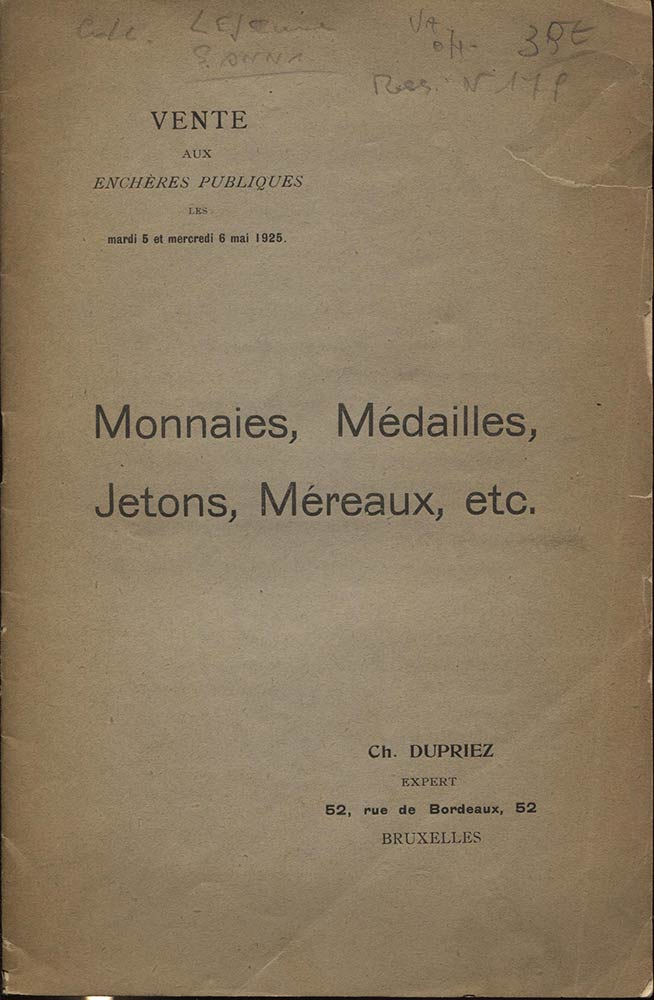 VENTE
AUX
ENCHÈRES PUBLIQUES
LES
mardi 5 et mercredi 6 mai 1925.
Monnaies, Médailles,
Jetons, Méreaux, etc.
Ch. DUPRIEZ
EXPERT
52, rue de Bordeaux, 52
BRUXELLES